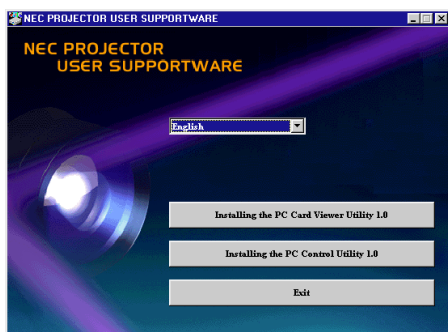 NEC PROJECTOR USER SUPPORTWARE
NEC PROJECTOR
USER SUPPORTWARE
English
Installing the PC Card Viewer Utility 1.0
Installing the PC Control Utility 1.0
Exit